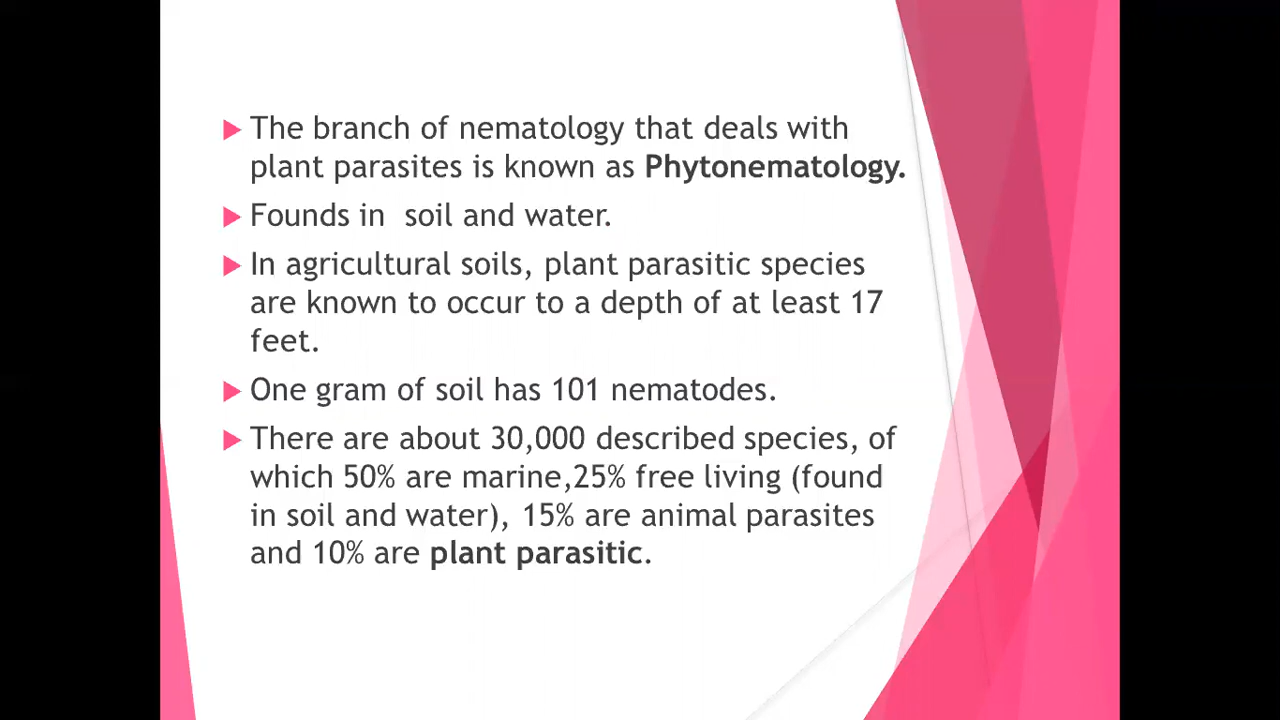 The branch of nematology that deals with
plant parasites is known as Phytonematology.
Founds in  soil and water.
In agricultural soils, plant parasitic species
are known to occur to a depth of at least 17
feet.
One gram of soil has 101 nematodes.
There are about 30,000 described species, of
which 50% are marine,25% free living (found
in soil and water), 15% are animal parasites
and 10% are plant parasitic.